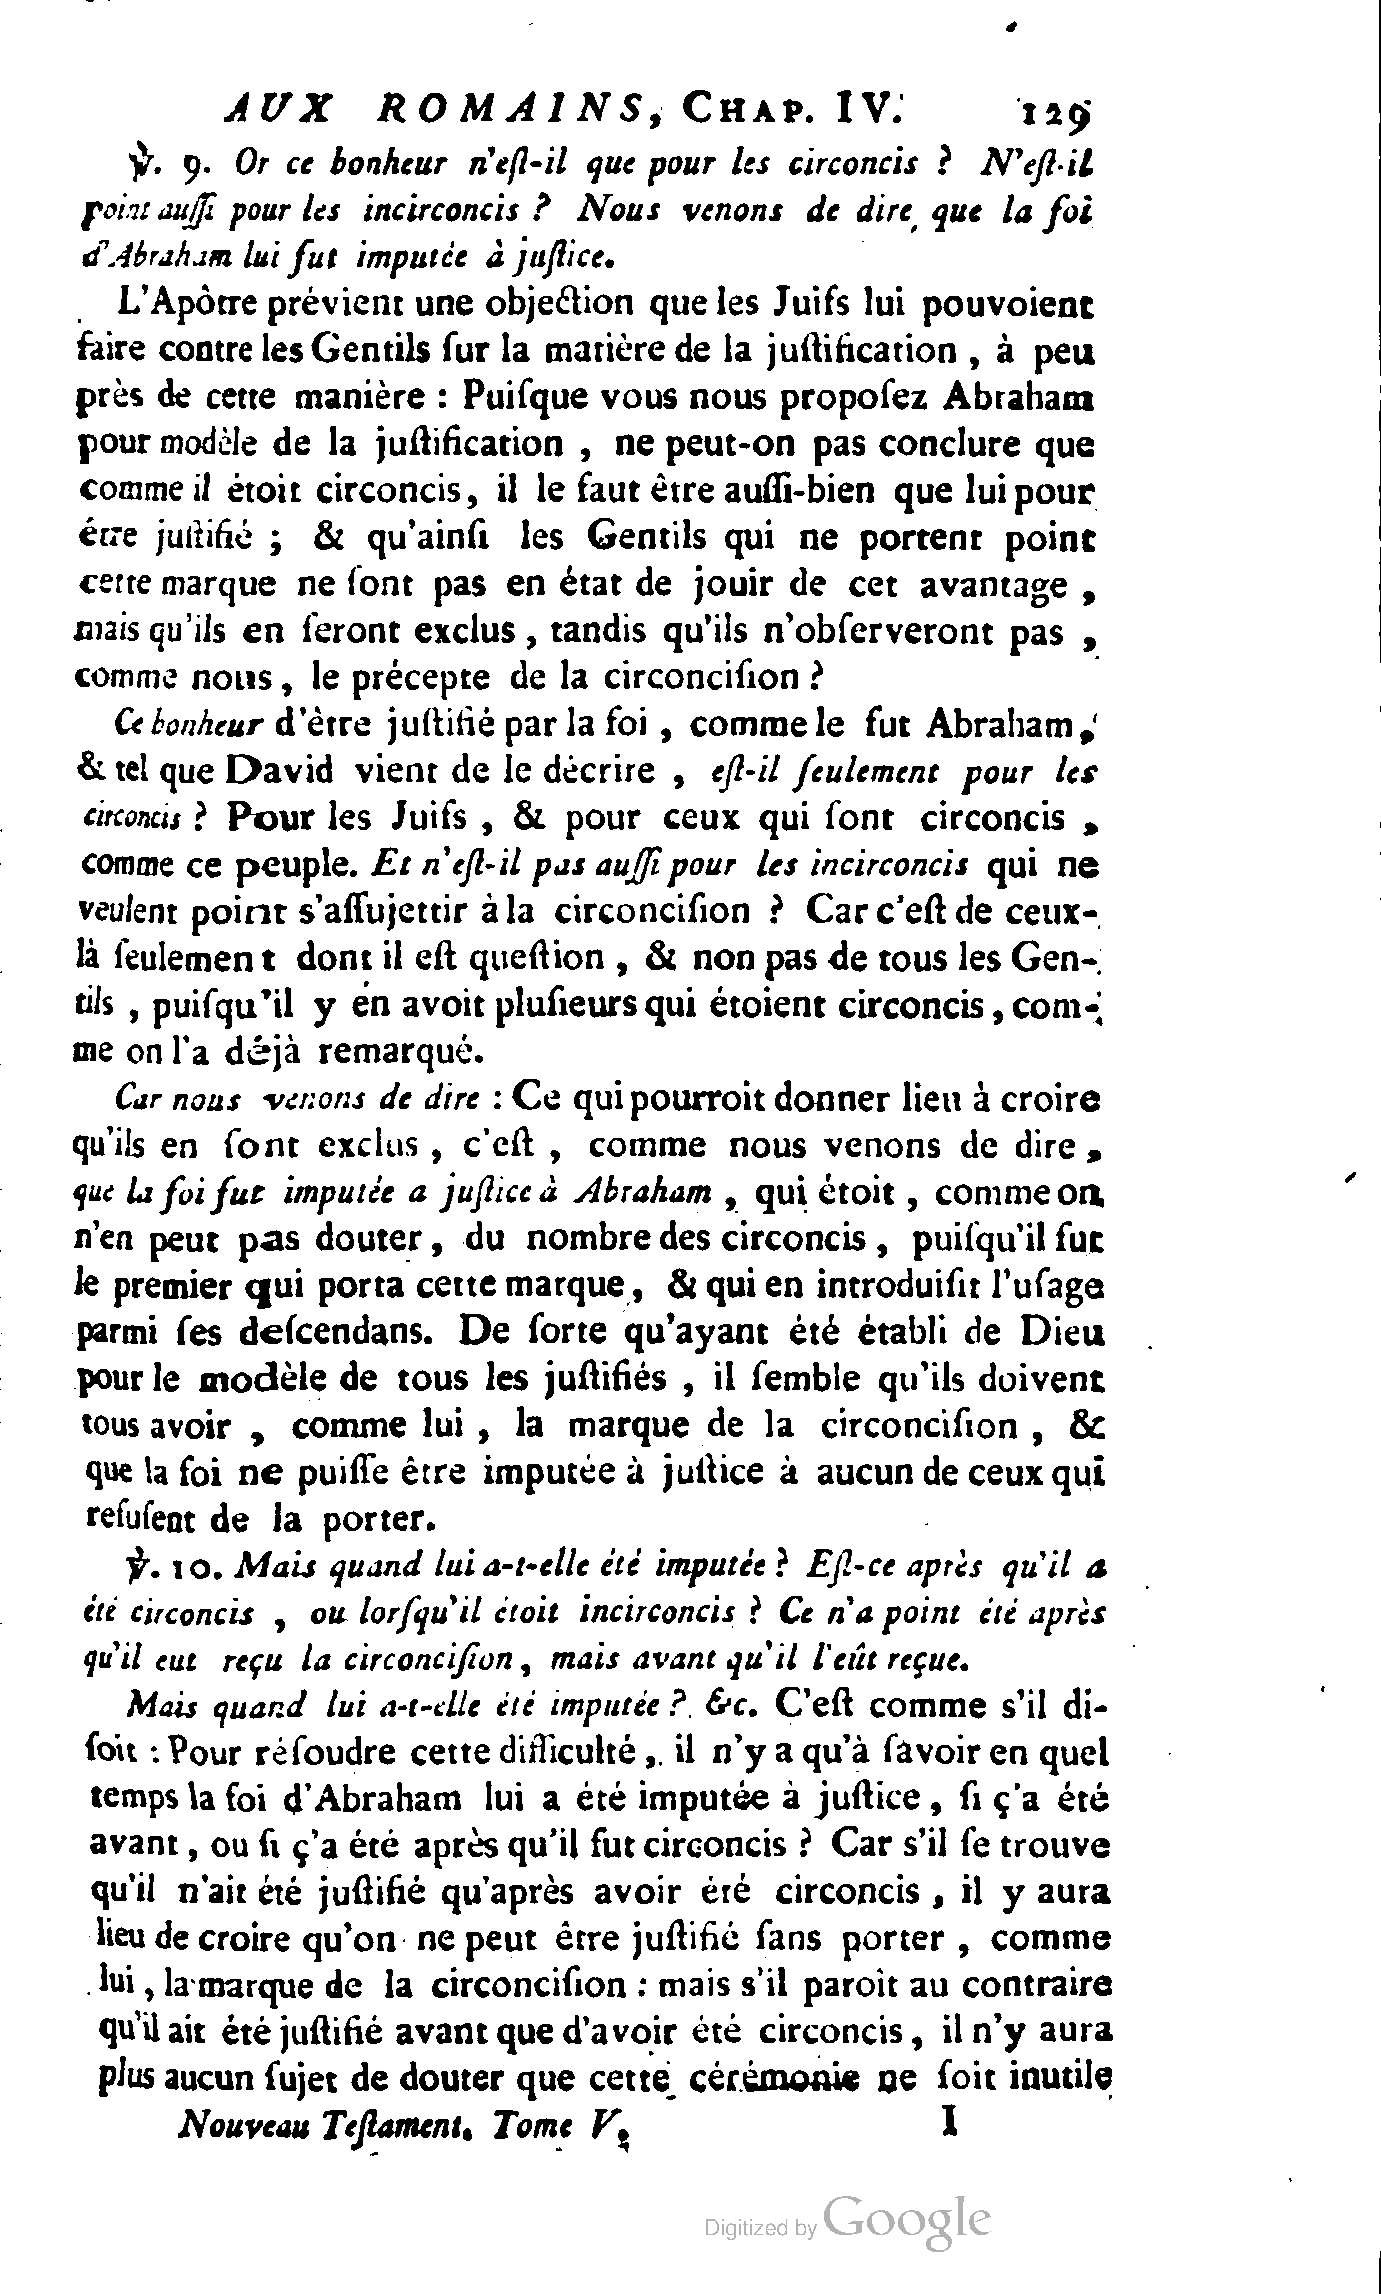 AUX ROMAINS, CHAP. IV. 129
℣. 9. Or ce bonheur n'eſt-il que pour les circoncis ? N'eſt-il
point auſſi pour les incirconcis ? Nous venons de dire, que la foi
d'Abraham lui fut imputée à juſtice.
L'Apôtre prévient une objection que les Juifs lui pouvoient
faire contre les Gentils ſur la matière de la juſtification, à peu
près de cette manière : Puiſque vous nous propoſez Abraham
pour modèle de la juſtification, ne peut-on pas conclure que
comme il étoit circoncis, il le faut être auſſi-bien que lui pour
être juſtifié ; & qu'ainſi les Gentils qui ne portent point
cette marque ne ſont pas en état de jouir de cet avantage,
mais qu'ils en ſeront exclus, tandis qu'ils n'obſerveront pas,
comme nous, le précepte de la circonciſion ?
Ce bonheur d'être juſtifié par la foi, comme le fut Abraham,
& tel que David vient de le dècrire, eſt-il ſeulement pour les
circoncis ? Pour les Juifs, & pour ceux qui ſont circoncis,
comme ce peuple. Et n'eſt-il pas auſſi pour les incirconcis qui ne
veulent point s'aſſujettir à la circonciſion ? Car c'eſt de ceux-
là ſeulement dont il eſt queſtion, & non pas de tous les Gen-
tils, puiſqu'il y en avoit pluſieurs qui étoient circoncis, com-
me on l'a déjà remarqué.
Car nous venons de dire : Ce qui pourroit donner lieu à croire
qu'ils en ſont exclus, c'eſt, comme nous venons de dire,
que la foi fut imputée a juſtice à Abraham, qui étoit, comme on
n'en peut pas douter, du nombre des circoncis, puiſqu'il fut
le premier qui porta cette marque, & qui en introduiſit l'uſage
parmi ſes deſcendans. De ſorte qu'ayant été établi de Dieu
pour le modèle de tous les juſtifiés, il ſemble qu'ils doivent
tous avoir, comme lui, la marque de la circonciſion, &
que la foi ne puiſſe être imputée à juſtice à aucun de ceux qui
refuſent de la porter.
℣. 10. Mais quand lui a-t-elle été imputée ? Eſt-ce après qu'il a
été circoncis, ou lorſqu'il étoit incirconcis ? Ce n'a point été après
qu'il eut reçu la circonciſion, mais avant qu'il l'eût reçue.
Mais quand lui a-t-elle été imputée ? &c. C'eſt comme s'il di-
ſoit : Pour réſoudre cette difficulté, il n'y a qu'à ſavoir en quel
temps la foi d'Abraham lui a été imputée à juſtice, ſi ç'a été
avant, ou ſi ç'a été après qu'il fut circoncis ? Car s'il ſe trouve
qu'il n'ait été juſtifié qu'après avoir été circoncis, il y aura
lieu de croire qu'on ne peut être juſtifié ſans porter, comme
lui, la marque de la circonciſion : mais s'il paroît au contraire
qu'il ait été juſtifié avant que d'avoir été circoncis, il n'y aura
plus aucun ſujet de douter que cette cérémonie ne ſoit inutile
Nouveau Teſtament. Tome V. I
Digitized by Google